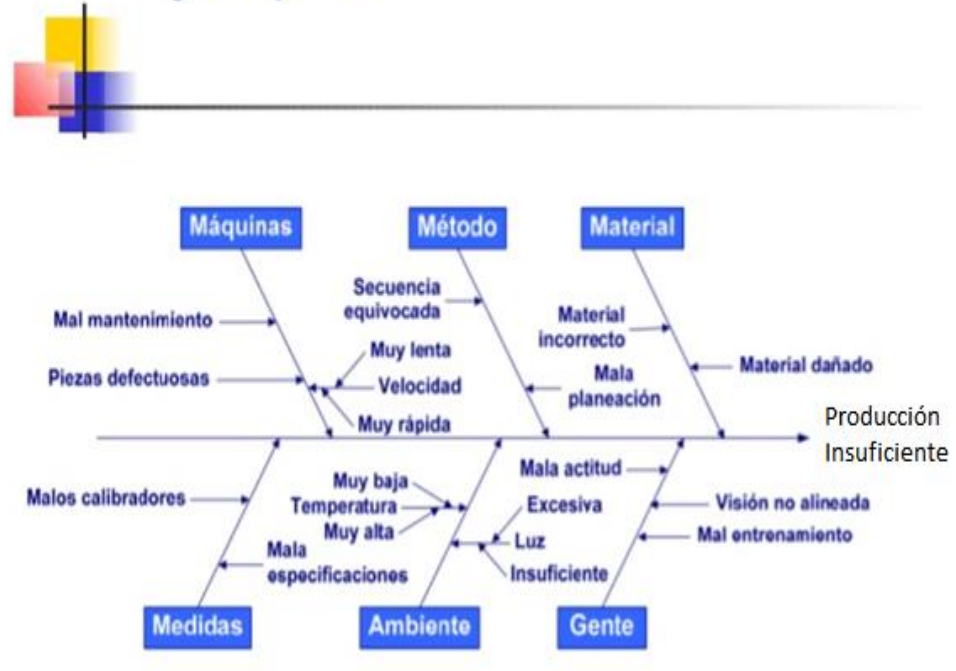 Máquinas
Método
Material
Secuencia
equivocada
Mal mantenimiento
Material
incorrecto
Muy lenta
Piezas defectuosas
Velocidad
Mala
planeación
Material dañado
Muy rápida
Producción
Insuficiente
Malos calibradores
Muy baja
Temperatura
Muy alta
Mala actitud
Excesiva
Visión no alineada
Mala
especificaciones
Luz
Insuficiente
Mal entrenamiento
Medidas
Ambiente
Gente